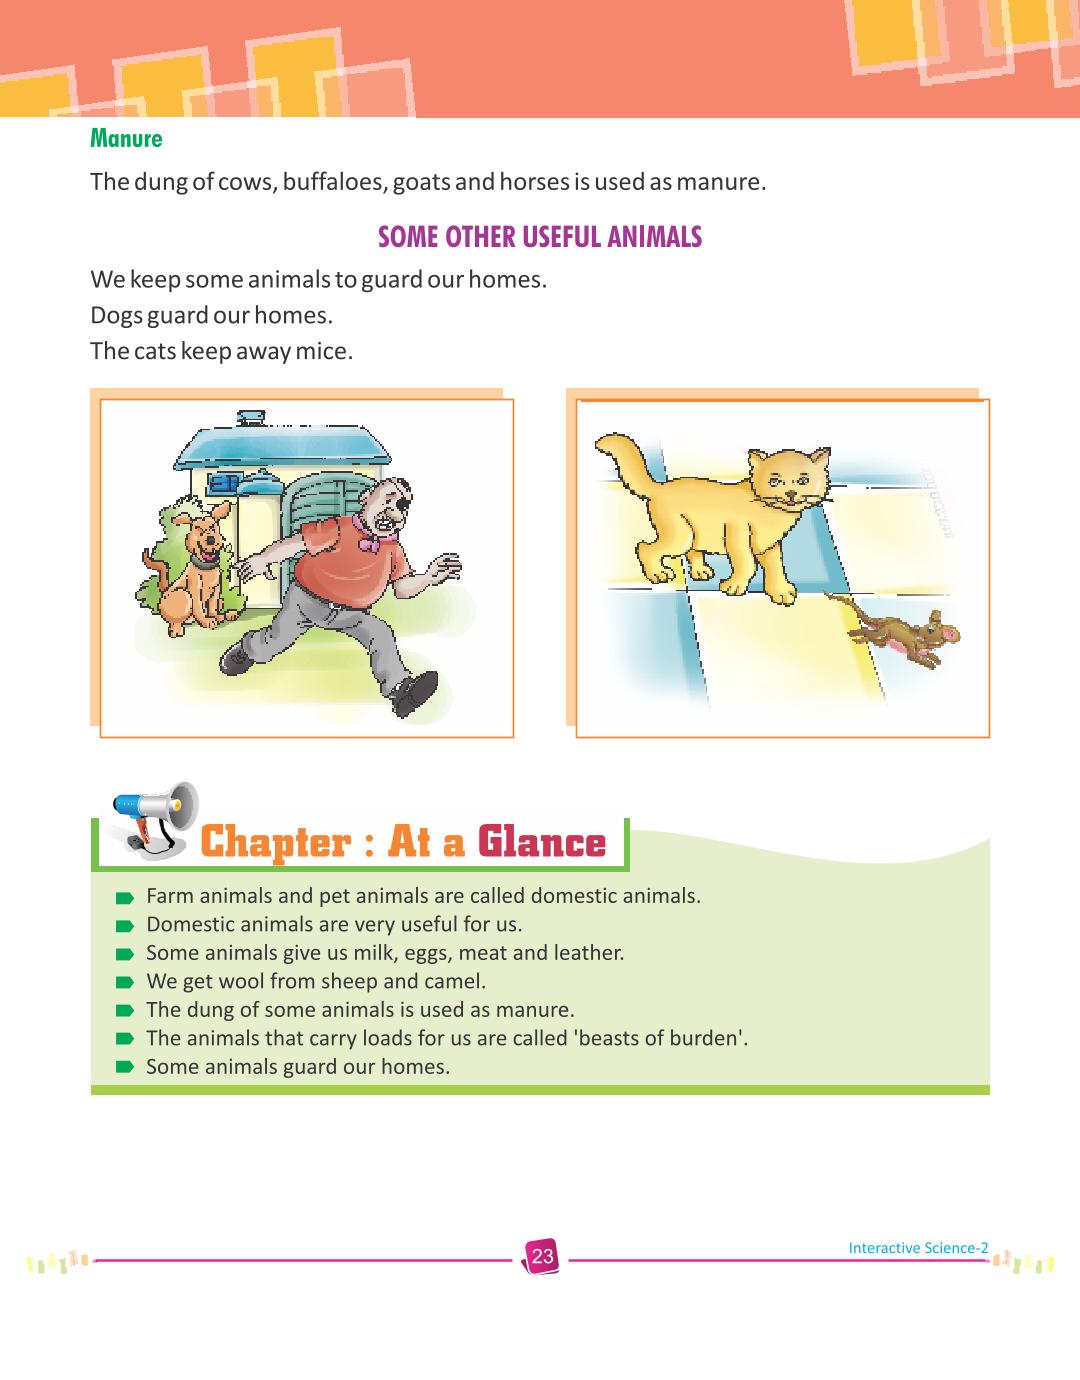 Manure
The dung of cows, buffaloes, goats and horses is used as manure.
SOME OTHER USEFUL ANIMALS
We keep some animals to guard our homes.
Dogs guard our homes.
The cats keep away mice.
Chapter : At a Glance
Farm animals and pet animals are called domestic animals.
Domestic animals are very useful for us.
Some animals give us milk, eggs, meat and leather.
We get wool from sheep and camel.
The dung of some animals is used as manure.
The animals that carry loads for us are called 'beasts of burden'.
Some animals guard our homes.
23
Interactive Science-2